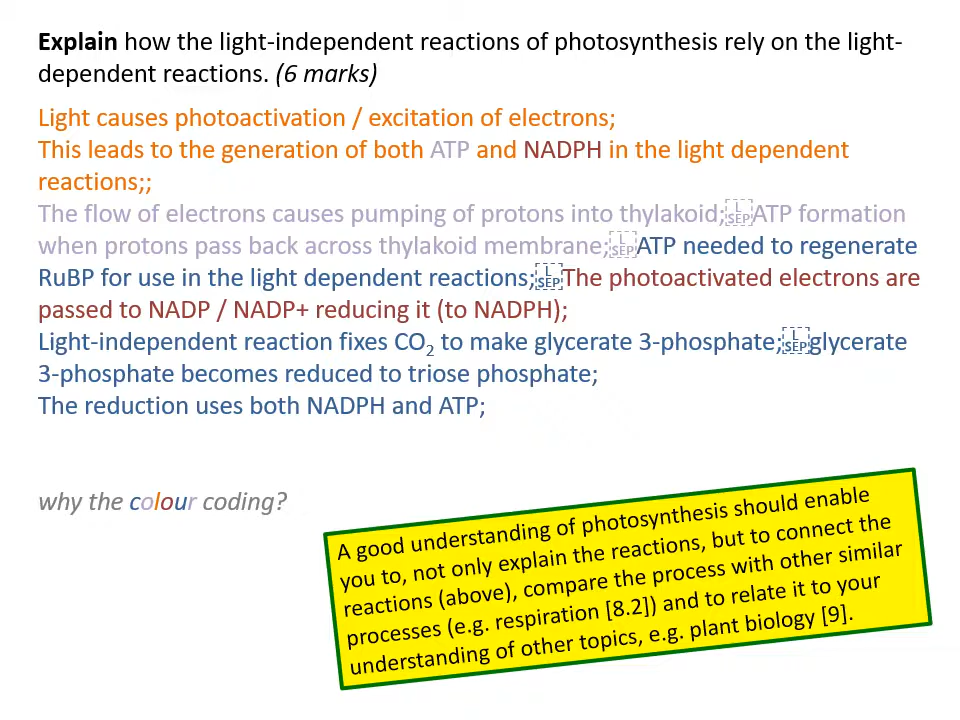 Explain how the light-independent reactions of photosynthesis rely on the light-
dependent reactions. (6 marks)
Light causes photoactivation / excitation of electrons;
This leads to the generation of both ATP and NADPH in the light dependent
reactions;;
The flow of electrons causes pumping of protons into thylakoid;LSEPATP formation
when protons pass back across thylakoid membrane;LSEPATP needed to regenerate
RuBP for use in the light dependent reactions;LSEPThe photoactivated electrons are
passed to NADP / NADP+ reducing it (to NADPH);
Light-independent reaction fixes CO2 to make glycerate 3-phosphate;LSEPglycerate
3-phosphate becomes reduced to triose phosphate;
The reduction uses both NADPH and ATP;
why the colour coding?
A good understanding of photosynthesis should enable
you to, not only explain the reactions, but to connect the
reactions (above), compare the process with other similar
processes (e.g. respiration [8.2]) and to relate it to your
understanding of other topics, e.g. plant biology [9].